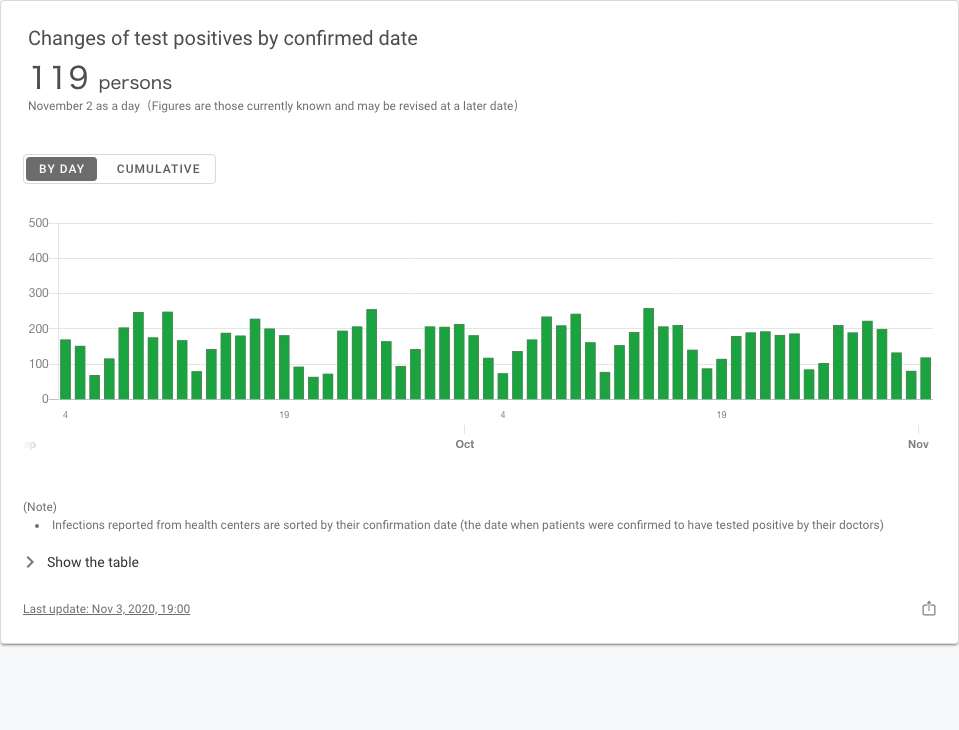 Changes of test positives by confirmed date
119 persons
November 2 as a day（Figures are those currently known and may be revised at a later date）
BY DAY CUMULATIVE
500
400
300
200
100
0
4 19 4 19
Oct Nov
(Note)
• Infections reported from health centers are sorted by their confirmation date (the date when patients were confirmed to have tested positive by their doctors)
Show the table
Last update: Nov 3, 2020, 19:00